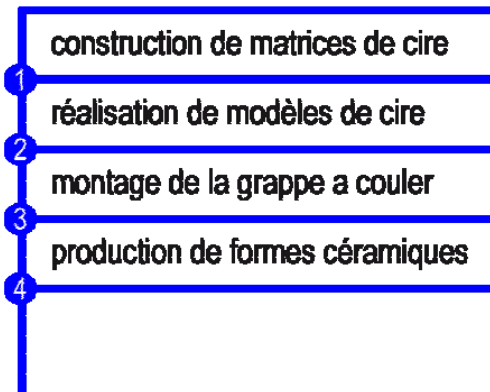 construction de matrices de cire
1
réalisation de modèles de cire
2
montage de la grappe a couler
3
production de formes céramiques
4